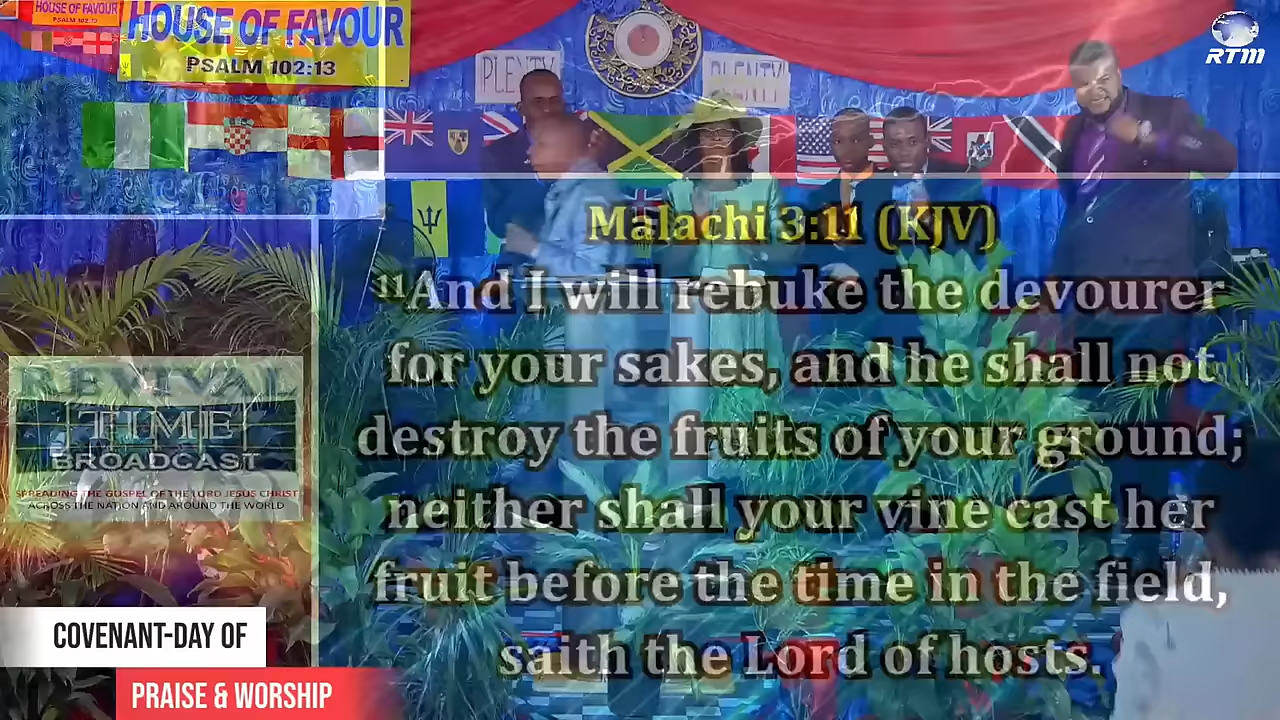 HOUSE OF FAVOUR
PSALM 102:13
HOUSE OF FAVOUR
PSALM 102:13
PLENTY
PLENTY
RTM
Malachi 3:11 (KJV)
11And I will rebuke the devourer
for your sakes, and he shall not
destroy the fruits of your ground;
neither shall your vine cast her
fruit before the time in the field,
saith the Lord of hosts.
REVIVAL
TIME
BROADCAST
SPREADING THE GOSPEL OF THE LORD JESUS CHRIST
ACROSS THE NATION AND AROUND THE WORLD
COVENANT-DAY OF
PRAISE & WORSHIP